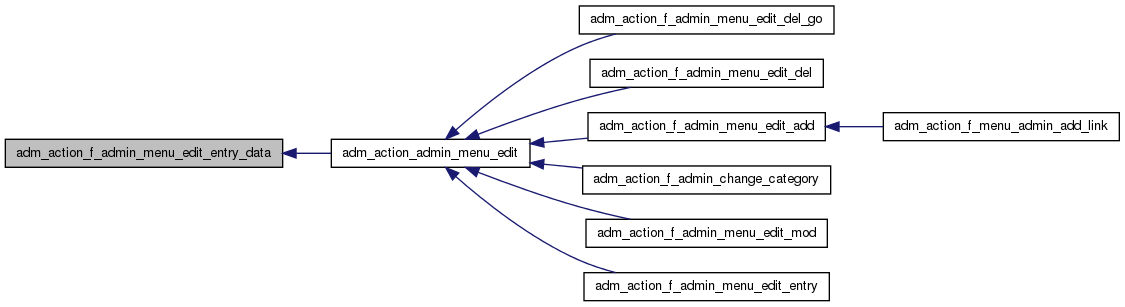 adm_action_f_admin_menu_edit_del_go
adm_action_f_admin_menu_edit_del
adm_action_f_admin_menu_edit_add
adm_action_f_menu_admin_add_link
adm_action_f_admin_menu_edit_entry_data
adm_action_admin_menu_edit
adm_action_f_admin_change_category
adm_action_f_admin_menu_edit_mod
adm_action_f_admin_menu_edit_entry